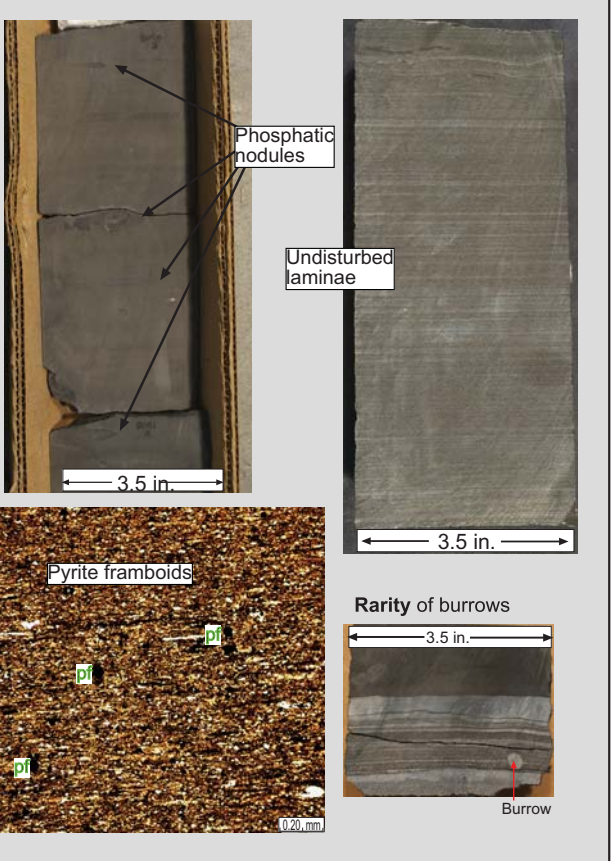 Phosphatic
nodules
Undisturbed
laminae
3.5 in.
3.5 in.
Pyrite framboids
pf
pf
pf
0.20 mm
Rarity of burrows
3.5 in.
Burrow